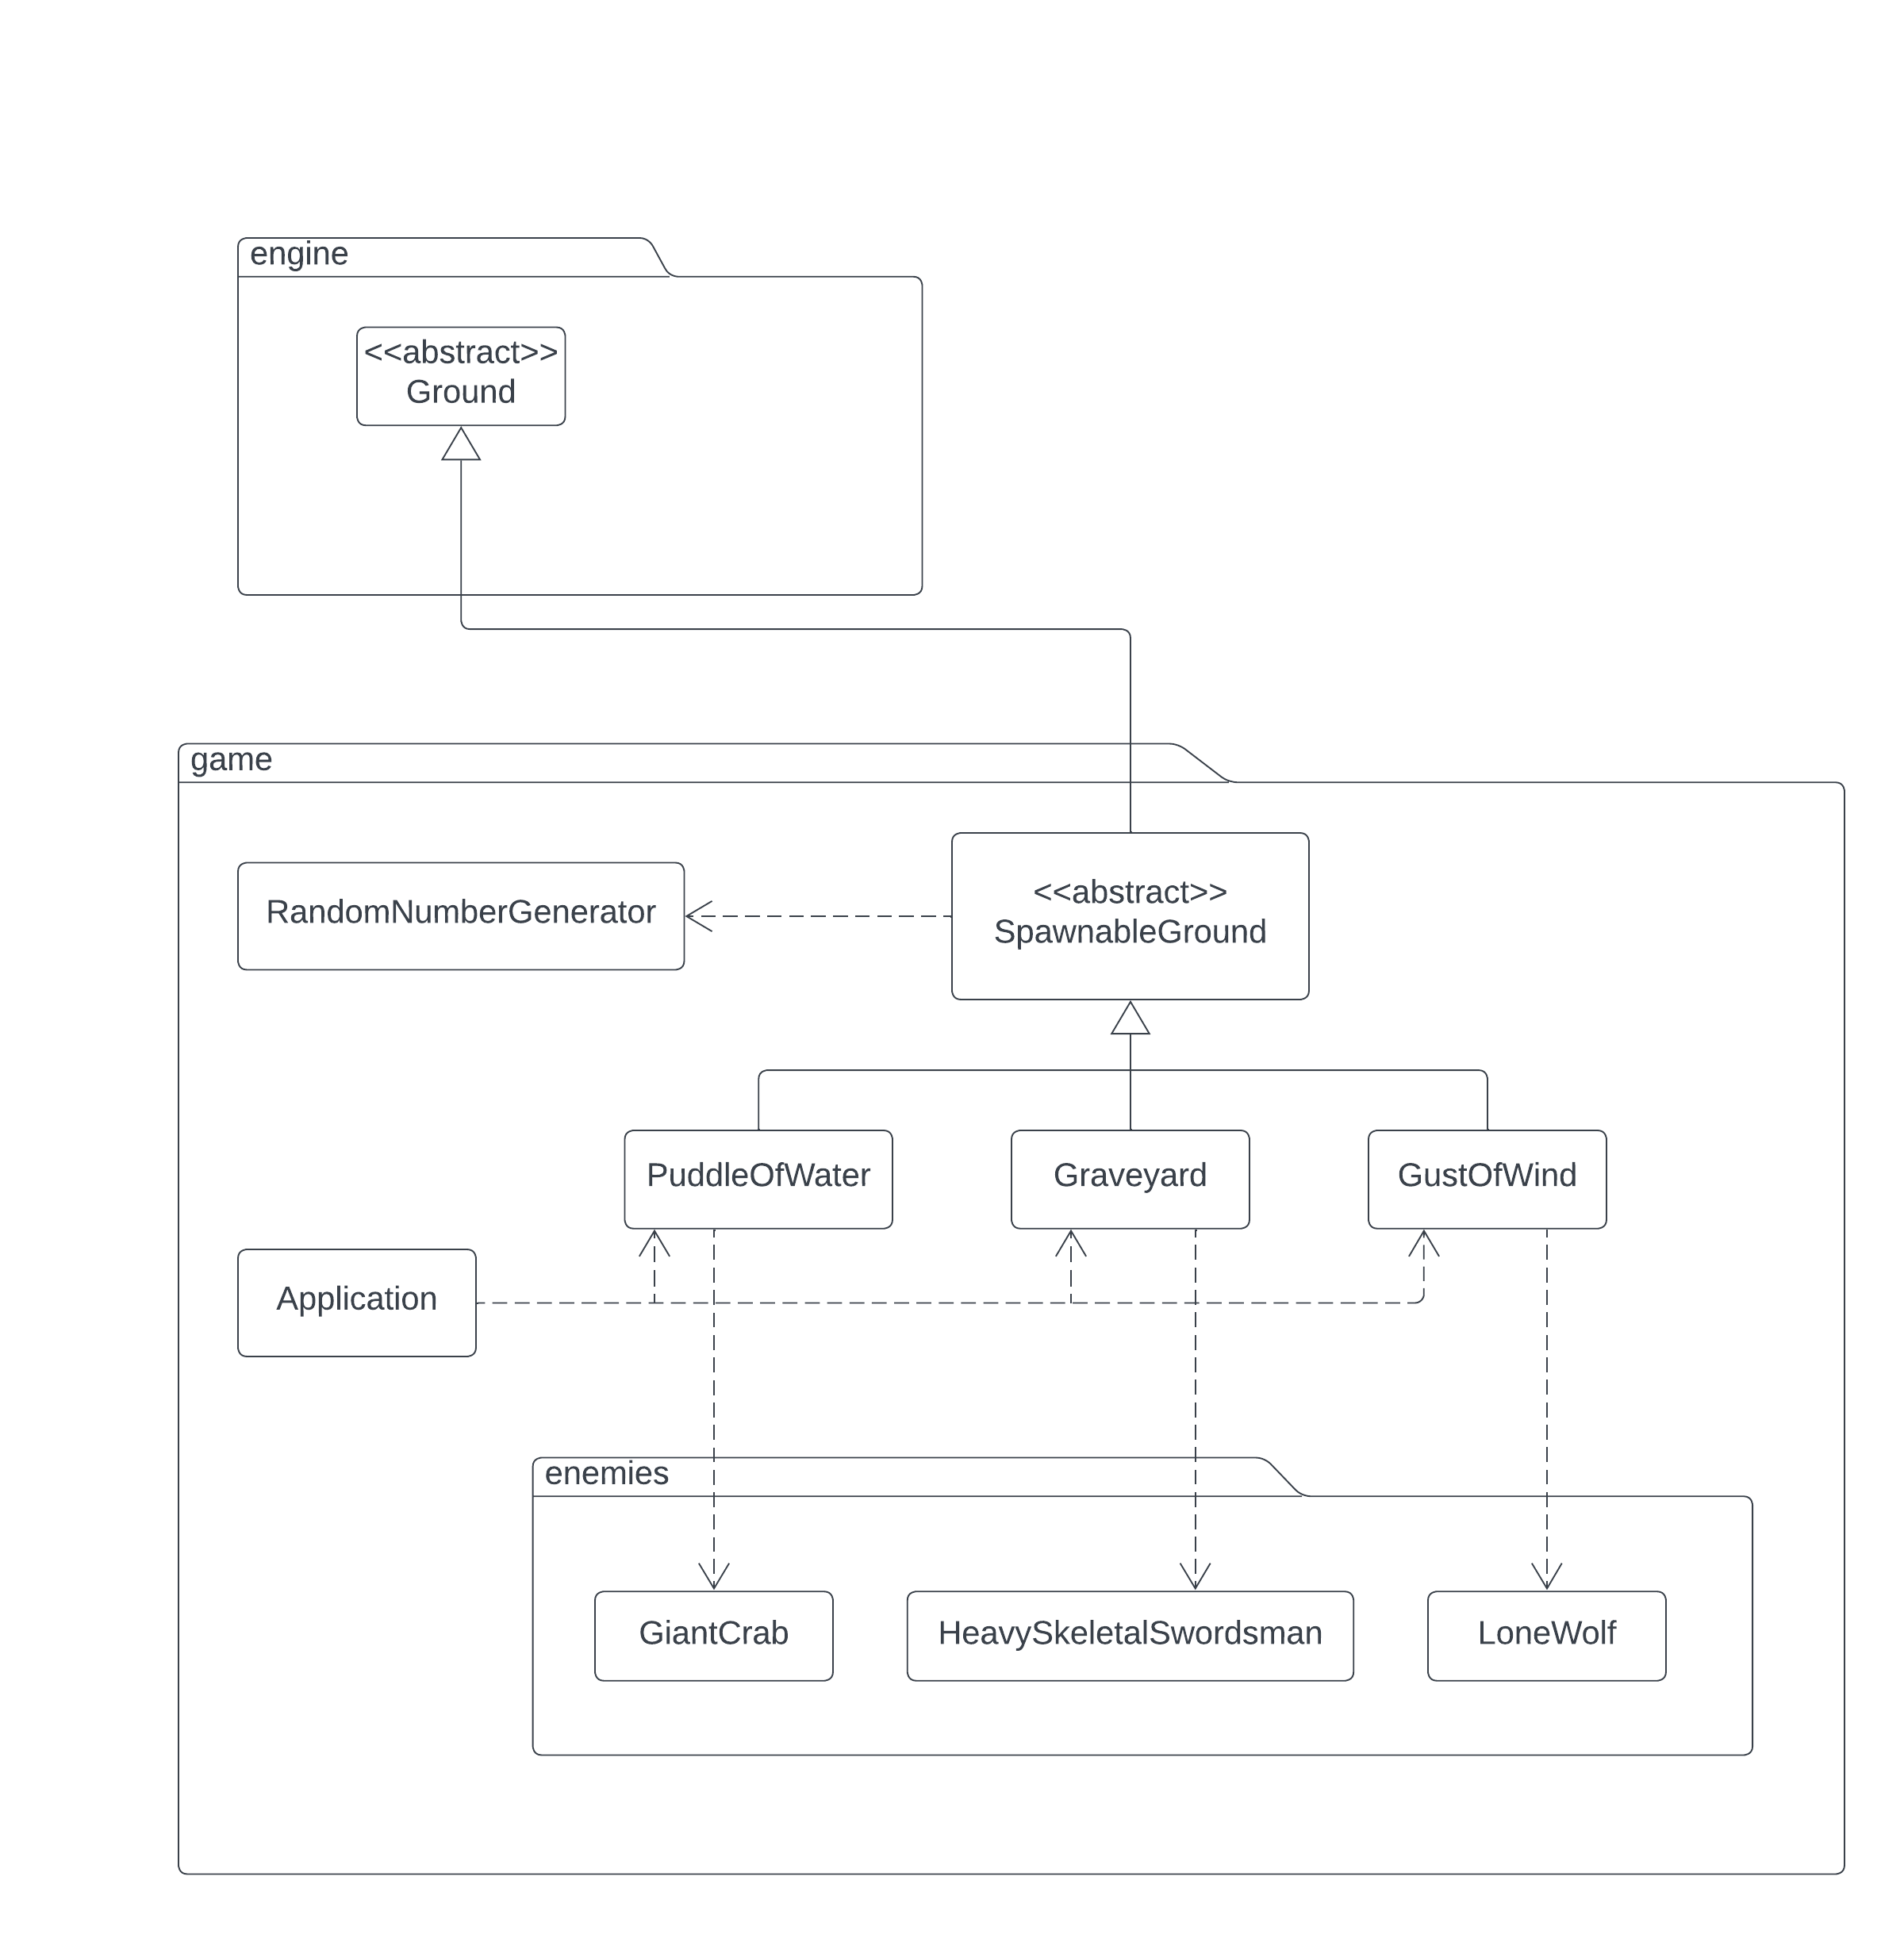 engine
<<abstract>>
Ground
game
RandomNumberGenerator
<<abstract>>
SpawnableGround
PuddleOfWater
Graveyard
GustOfWind
Application
enemies
GiantCrab
HeavySkeletalSwordsman
LoneWolf